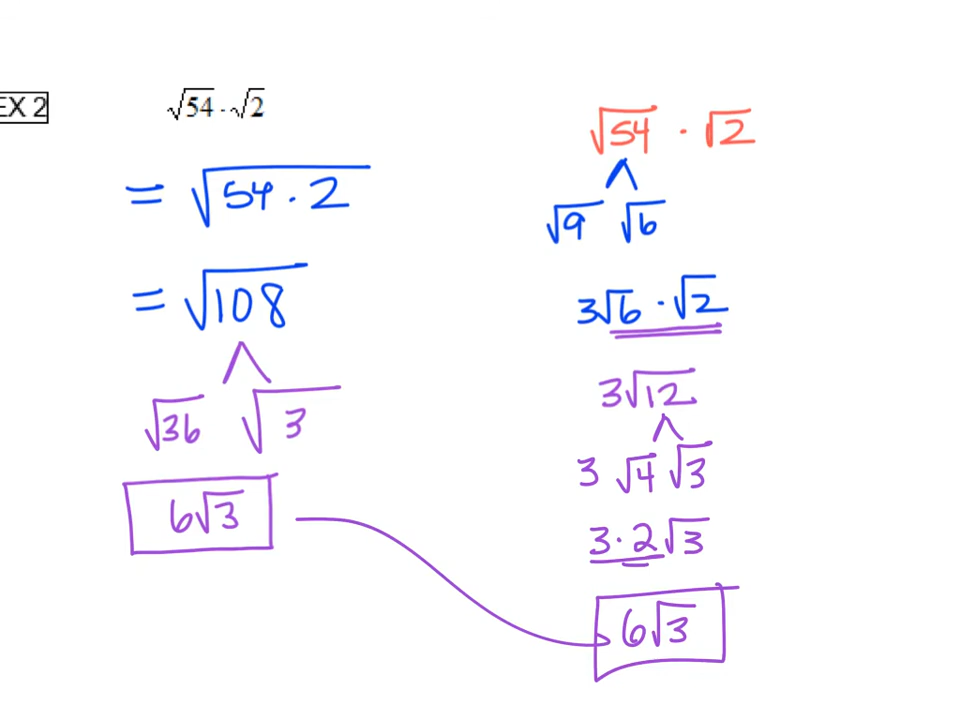 EX 2
√54 · √2
= √54 · 2
= √108
√36 √3
6√3
√54 · √2
√9 √6
3√6 · √2
3√12
3 √4 √3
3 · 2√3
6√3